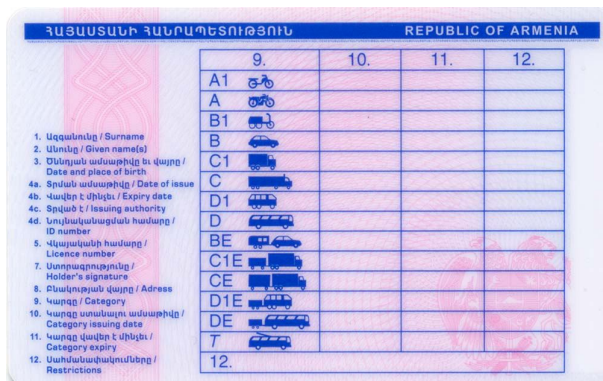 ՀԱՅԱՍՏԱՆԻ ՀԱՆՐԱՊԵՏՈՒԹՅՈՒՆ REPUBLIC OF ARMENIA
9. 10. 11. 12.
A1
A
B1
B
C1
C
D1
D
BE
C1E
CE
D1E
DE
T
12.
1. Ազգանունը / Surname
2. Անունը / Given name(s)
3. Ծննդյան ամսաթիվը եւ վայրը /
Date and place of birth
4a. Տրման ամսաթիվը / Date of issue
4b. Վավեր է մինչեւ / Expiry date
4c. Տրված է / Issuing authority
4d. Նույնականացման համարը /
ID number
5. Վկայականի համարը /
Licence number
7. Ստորագրությունը /
Holder's signature
8. Բնակության վայրը / Adress
9. Կարգը / Category
10. Կարգը ստանալու ամսաթիվը /
Category issuing date
11. Կարգը վավեր է մինչեւ /
Category expiry
12. Սահմանափակումները /
Restrictions